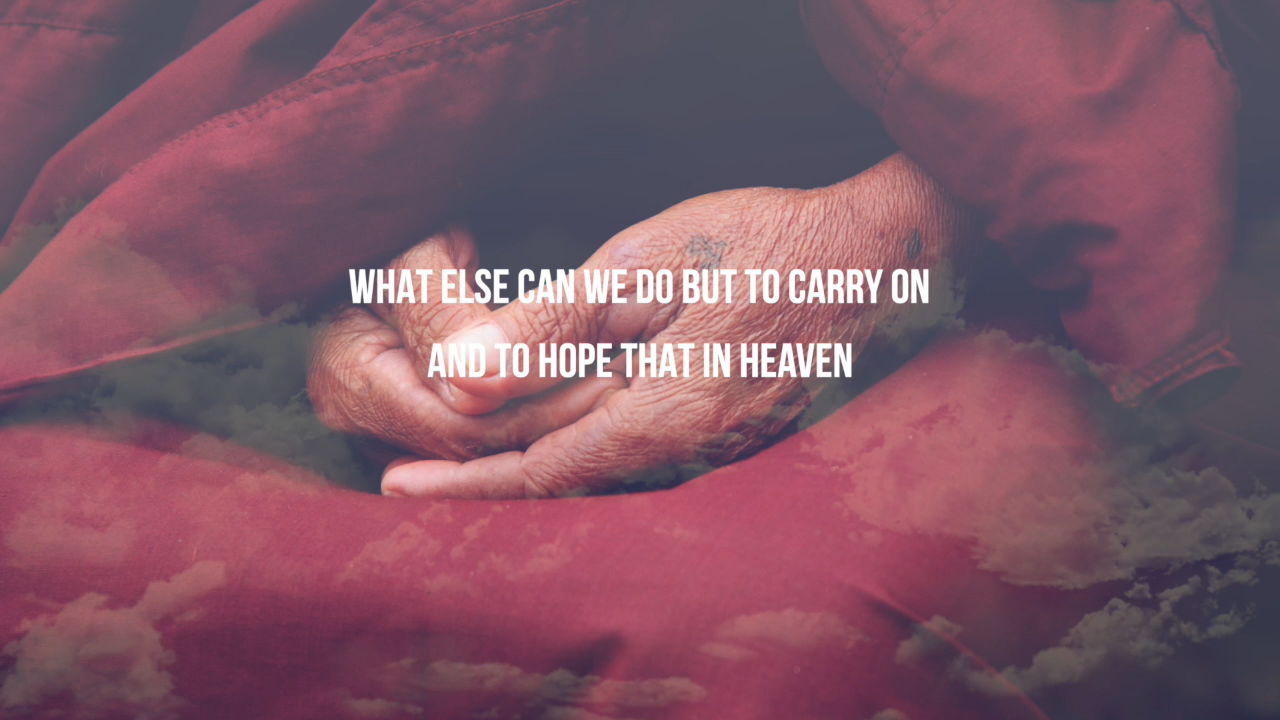 WHAT ELSE CAN WE DO BUT TO CARRY ON
AND TO HOPE THAT IN HEAVEN